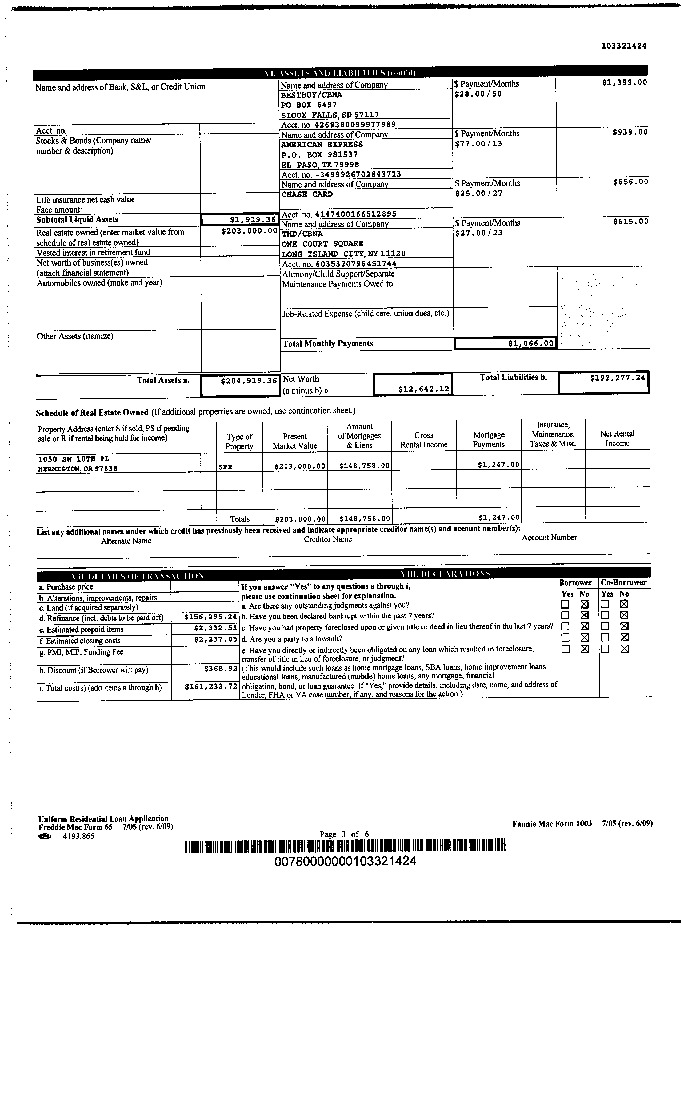 103321424
VI. ASSETS AND LIABILITIES (cont'd)
Name and address of Bank, S&L, or Credit Union
Name and address of Company
$ Payment/Months
$1,399.00
BESTBUY/CBNA
$28.00/50
PO BOX 6497
SIOUX FALLS, SD 57117
Acct. no.
Acct. no. 4269380099977989
Stocks & Bonds (Company name/
number & description)
Name and address of Company
$ Payment/Months
$939.00
AMERICAN EXPRESS
$77.00/13
P.O. BOX 981537
EL PASO, TX 79998
Acct. no. -3499926702843713
Name and address of Company
$ Payment/Months
$656.00
CHASE CARD
$25.00/27
Life insurance net cash value
Face amount:
Subtotal Liquid Assets
$1,919.36
Acct. no. 4147400166512895
Real estate owned (enter market value from
schedule of real estate owned)
$203,000.00
Name and address of Company
$ Payment/Months
$615.00
THD/CBNA
$27.00/23
Vested interest in retirement fund
ONE COURT SQUARE
LONG ISLAND CITY, NY 11120
Net worth of business(es) owned
(attach financial statement)
Acct. no. 6035320796451744
Automobiles owned (make and year)
Alimony/Child Support/Separate
Maintenance Payments Owed to
Job-Related Expense (child care, union dues, etc.)
Other Assets (itemize)
Total Monthly Payments
$1,066.00
Total Assets a.
$204,919.36
Net Worth
(a minus b)
$12,642.12
Total Liabilities b.
$192,277.24
Schedule of Real Estate Owned (If additional properties are owned, use continuation sheet.)
Property Address (enter S if sold, PS if pending
sale or R if rental being held for income)
Type of
Property
Present
Market Value
Amount
of Mortgages
& Liens
Gross
Rental Income
Mortgage
Payments
Insurance,
Maintenance,
Taxes & Misc.
Net Rental
Income
1050 SW 10TH PL
HERMISTON, OR 97838
SFR
$203,000.00
$148,758.00
$1,247.00
Totals
$203,000.00
$148,758.00
$1,247.00
List any additional names under which credit has previously been received and indicate appropriate creditor name(s) and account number(s):
Alternate Name
Creditor Name
Account Number
VII. DETAILS OF TRANSACTION
VIII. DECLARATIONS
a. Purchase price
b. Alterations, improvements, repairs
c. Land (if acquired separately)
d. Refinance (incl. debts to be paid off)
$156,295.24
e. Estimated prepaid items
$2,332.53
f. Estimated closing costs
$2,237.03
g. PMI, MIP, Funding Fee
h. Discount (if Borrower will pay)
$368.92
i. Total costs) (add items a through h)
$161,233.72
If you answer "Yes" to any questions a through i,
please use continuation sheet for explanation.
Borrower
Co-Borrower
Yes No
Yes No
a. Are there any outstanding judgments against you?
b. Have you been declared bankrupt within the past 7 years?
c. Have you had property foreclosed upon or given title or deed in lieu thereof in the last 7 years?
d. Are you a party to a lawsuit?
e. Have you directly or indirectly been obligated on any loan which resulted in foreclosure,
transfer of title in lieu of foreclosure, or judgment?
(This would include such loans as home mortgage loans, SBA loans, home improvement loans,
educational loans, manufactured (mobile) home loans, any mortgage, financial
obligation, bond, or loan guarantee. If "Yes," provide details, including date, name, and address of
Lender, FHA or VA case number, if any, and reasons for the action.)
Uniform Residential Loan Application
Freddie Mac Form 65 7/05 (rev. 6/09)
4193.865
Page 3 of 6
Fannie Mae Form 1003 7/05 (rev. 6/09)
00780000000103321424